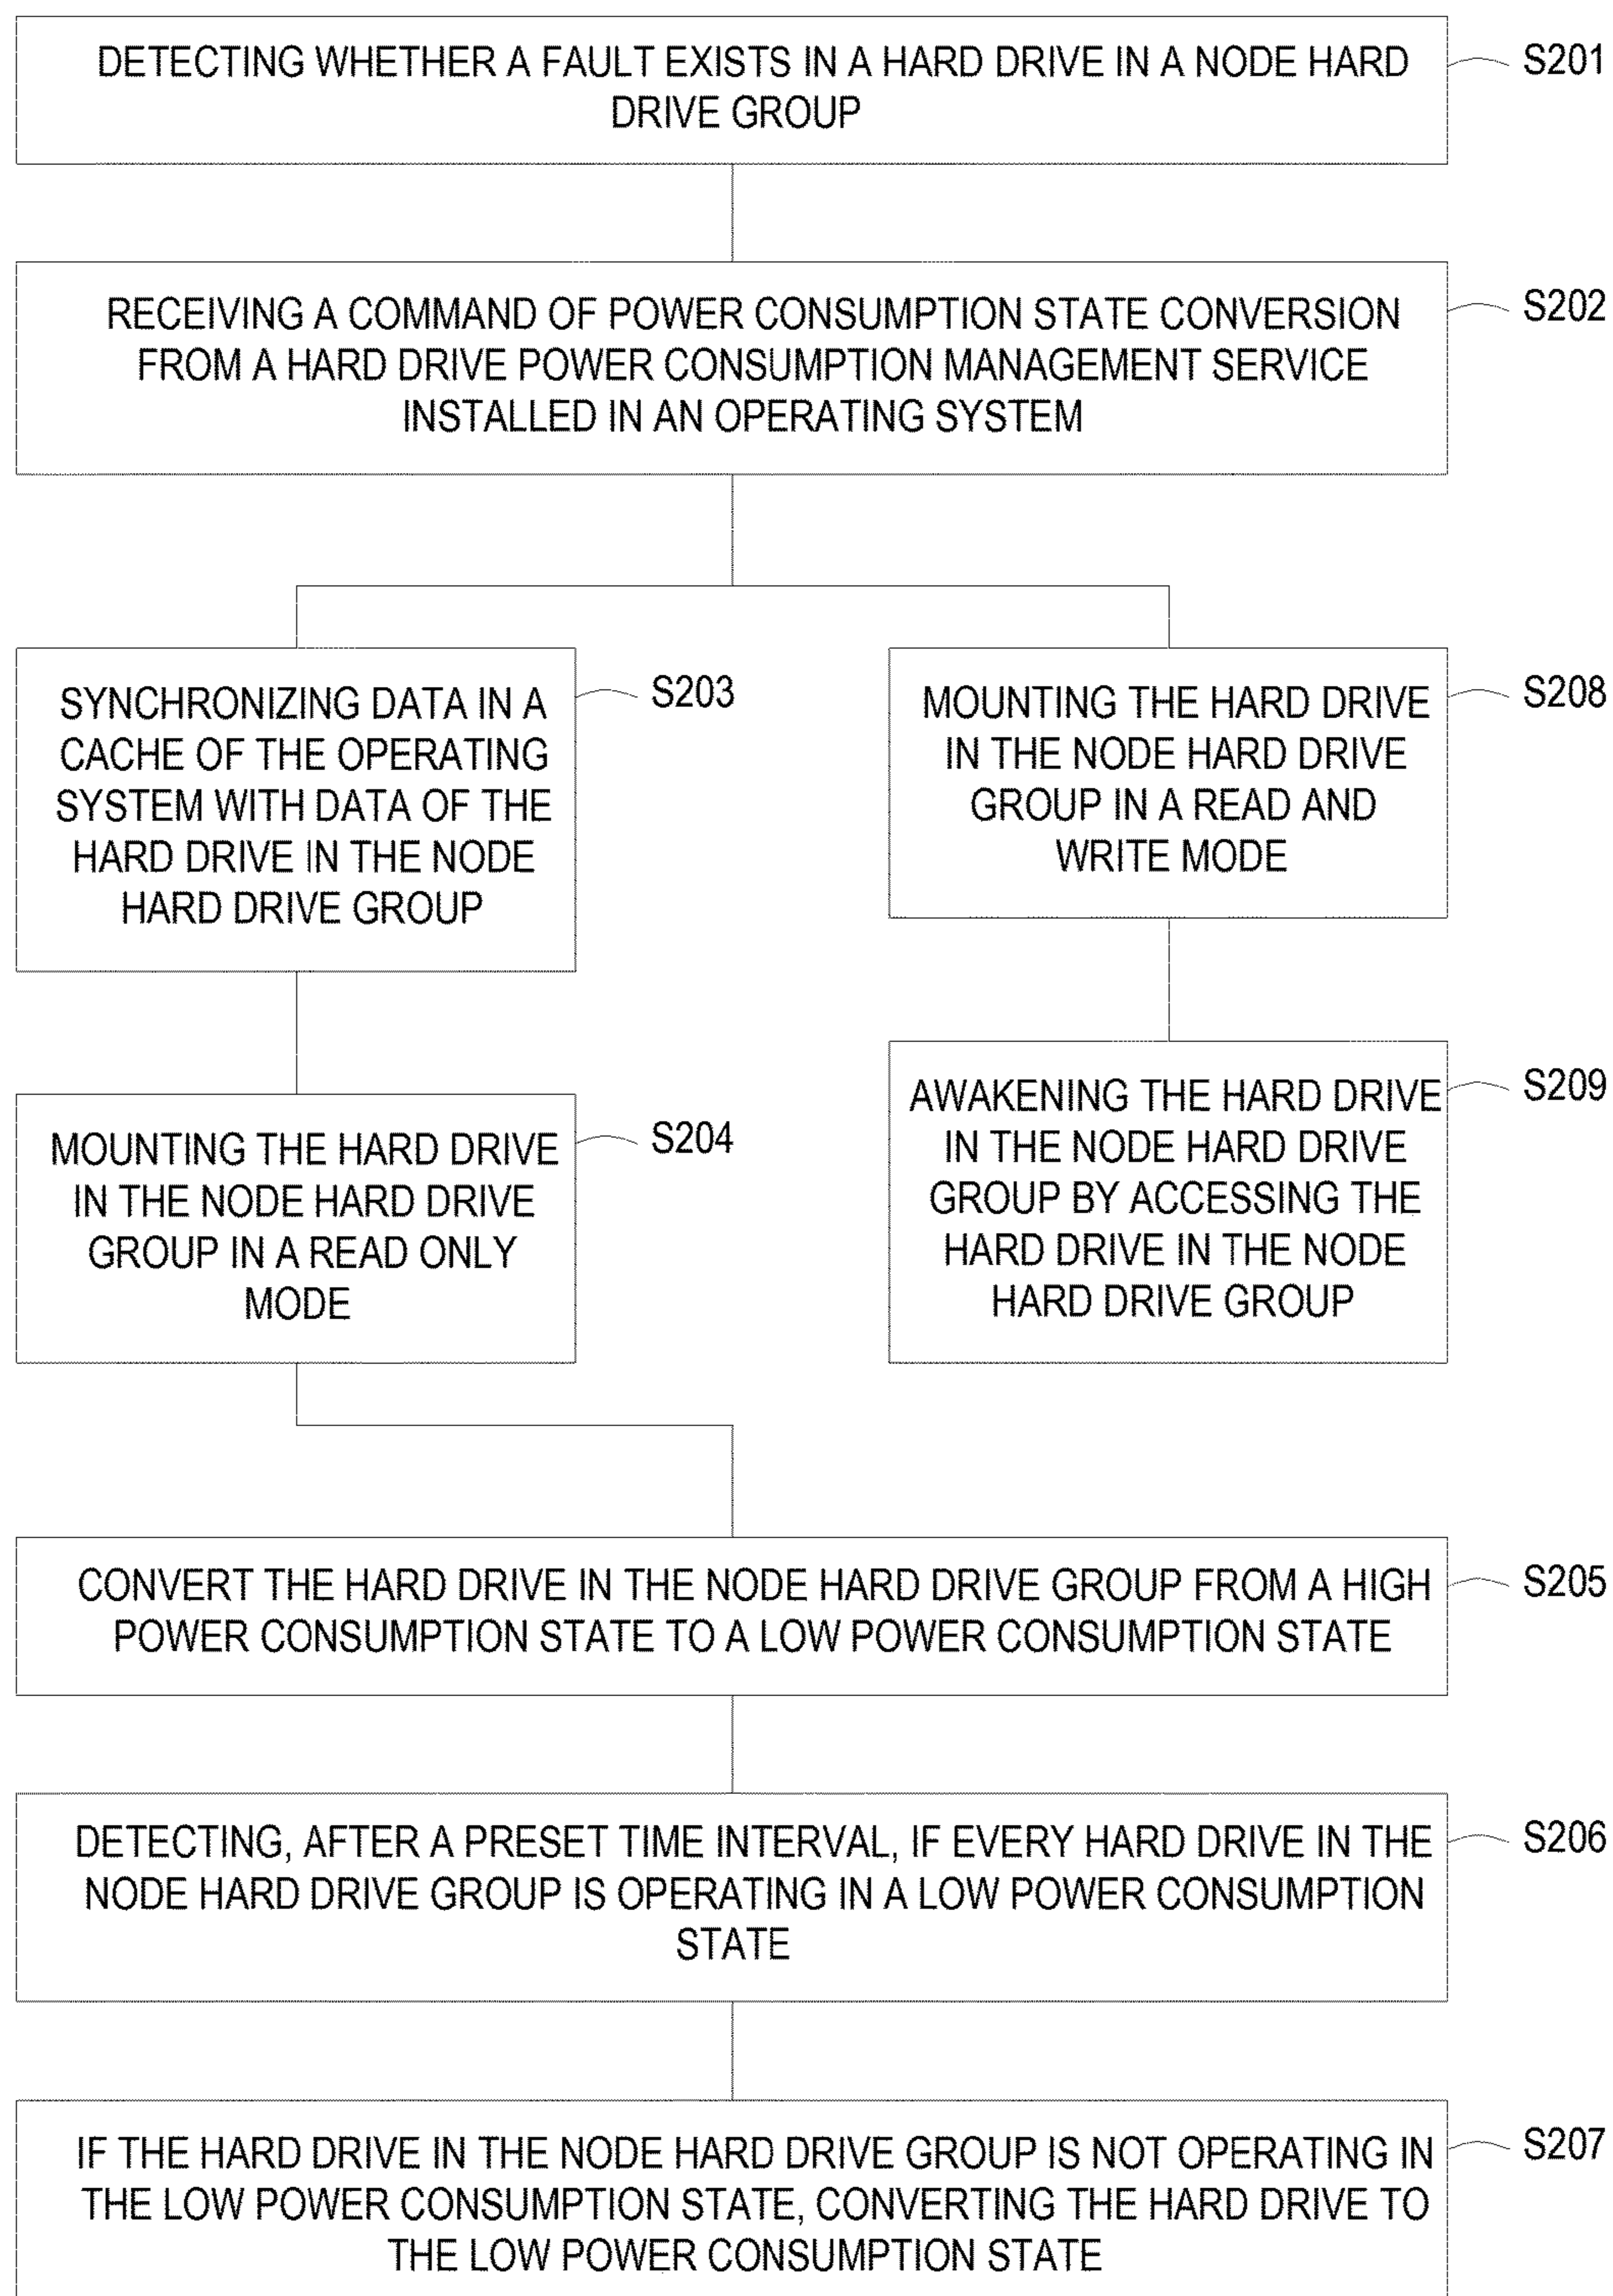 DETECTING WHETHER A FAULT EXISTS IN A HARD DRIVE IN A NODE HARD
DRIVE GROUP
S201
RECEIVING A COMMAND OF POWER CONSUMPTION STATE CONVERSION
FROM A HARD DRIVE POWER CONSUMPTION MANAGEMENT SERVICE
INSTALLED IN AN OPERATING SYSTEM
S202
SYNCHRONIZING DATA IN A
CACHE OF THE OPERATING
SYSTEM WITH DATA OF THE
HARD DRIVE IN THE NODE
HARD DRIVE GROUP
S203
MOUNTING THE HARD DRIVE
IN THE NODE HARD DRIVE
GROUP IN A READ AND
WRITE MODE
S208
MOUNTING THE HARD DRIVE
IN THE NODE HARD DRIVE
GROUP IN A READ ONLY
MODE
S204
AWAKENING THE HARD DRIVE
IN THE NODE HARD DRIVE
GROUP BY ACCESSING THE
HARD DRIVE IN THE NODE
HARD DRIVE GROUP
S209
CONVERT THE HARD DRIVE IN THE NODE HARD DRIVE GROUP FROM A HIGH
POWER CONSUMPTION STATE TO A LOW POWER CONSUMPTION STATE
S205
DETECTING, AFTER A PRESET TIME INTERVAL, IF EVERY HARD DRIVE IN THE
NODE HARD DRIVE GROUP IS OPERATING IN A LOW POWER CONSUMPTION
STATE
S206
IF THE HARD DRIVE IN THE NODE HARD DRIVE GROUP IS NOT OPERATING IN
THE LOW POWER CONSUMPTION STATE, CONVERTING THE HARD DRIVE TO
THE LOW POWER CONSUMPTION STATE
S207